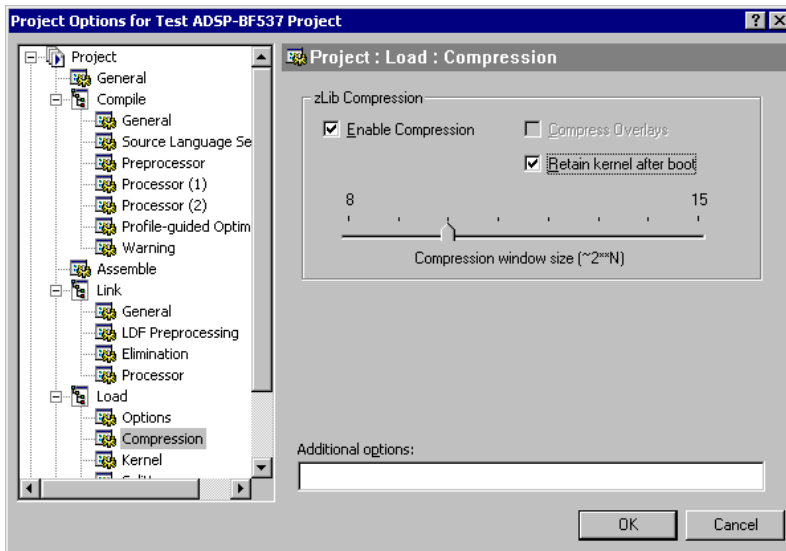 Project Options for Test ADSP-BF537 Project
Project
General
Compile
General
Source Language Se
Preprocessor
Processor (1)
Processor (2)
Profile-guided Optim
Warning
Assemble
Link
General
LDF Preprocessing
Elimination
Processor
Load
Options
Compression
Kernel
Project : Load : Compression
zLib Compression
Enable Compression
Compress Overlays
Retain kernel after boot
8 15
Compression window size (~2**N)
Additional options:
OK Cancel